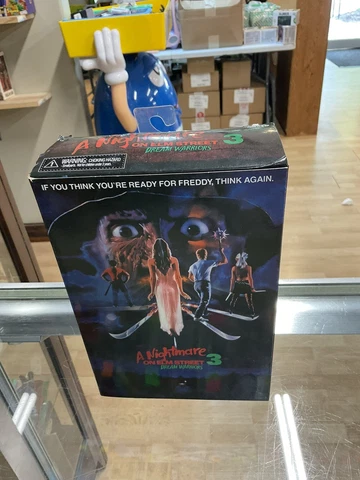 A Nightmare
ON ELM STREET 3
DREAM WARRIORS
WARNING: CHOKING HAZARD
IF YOU THINK YOU'RE READY FOR FREDDY, THINK AGAIN.
A Nightmare
ON ELM STREET 3
DREAM WARRIORS